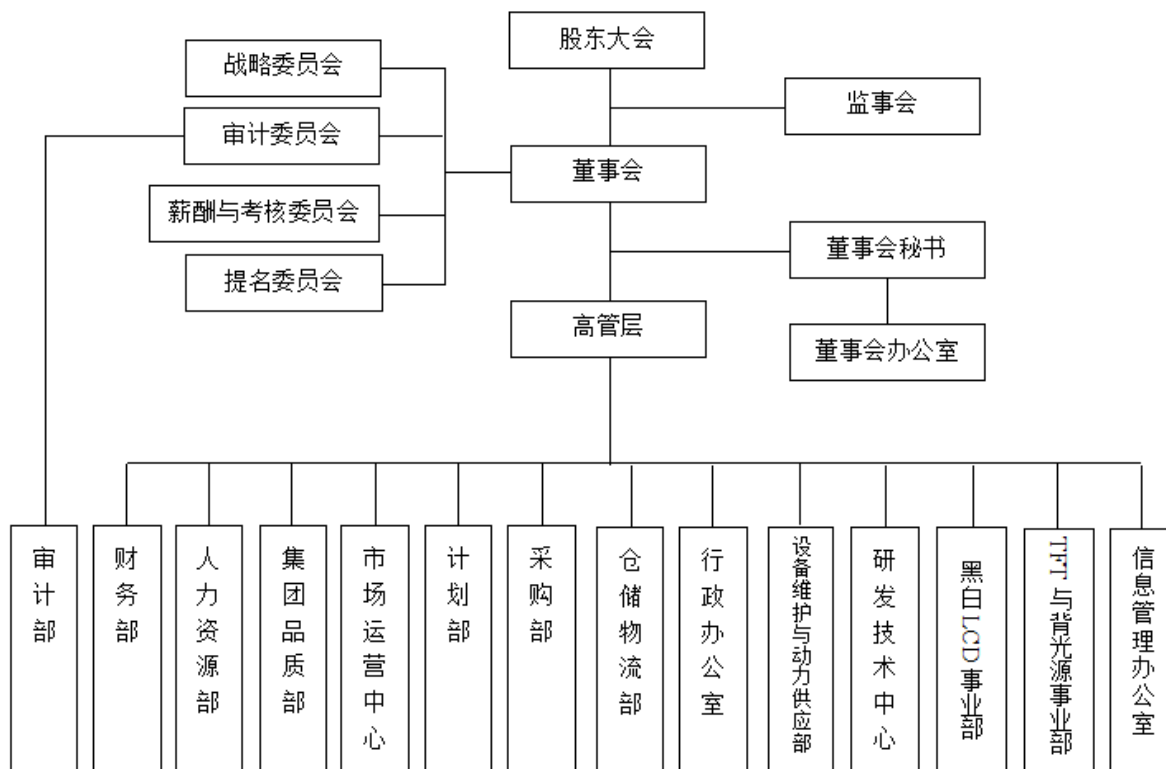 股东大会
战略委员会
监事会
审计委员会
董事会
薪酬与考核委员会
董事会秘书
提名委员会
高管层
董事会办公室
审计部
财务部
人力资源部
集团品质部
市场运营中心
计划部
采购部
仓储物流部
行政办公室
设备维护与动力供应部
研发技术中心
黑白LCD事业部
TFT与背光源事业部
信息管理办公室